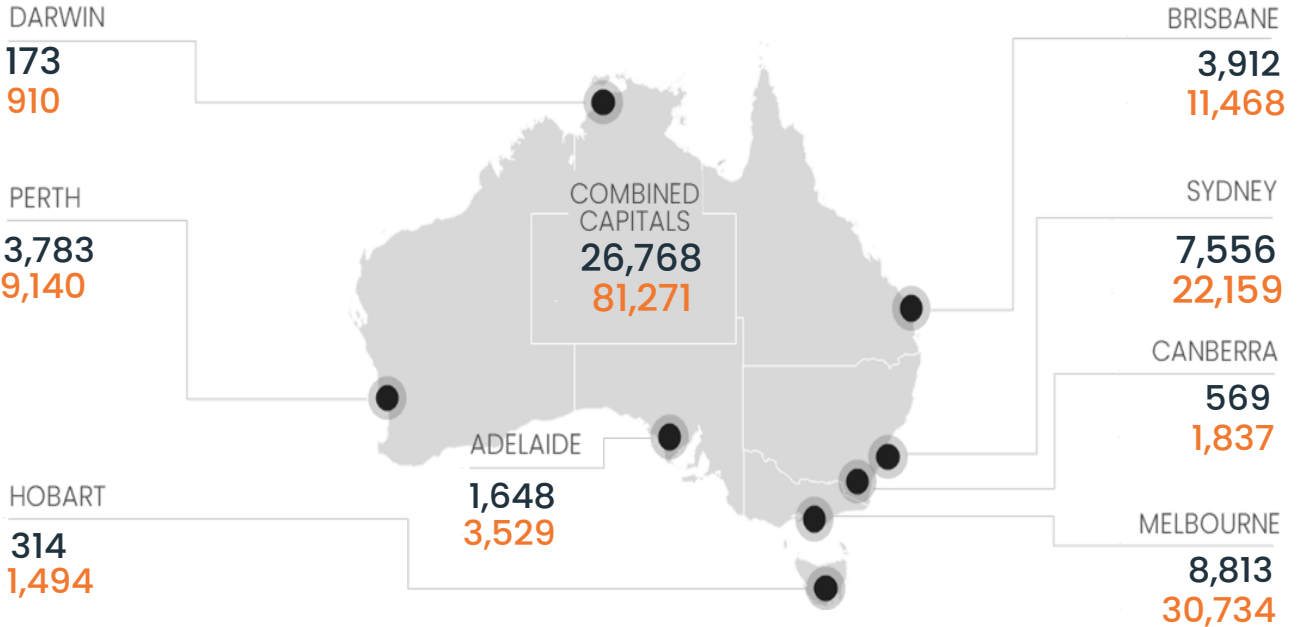 DARWIN
173
910
PERTH
3,783
9,140
HOBART
314
1,494
COMBINED
CAPITALS
26,768
81,271
ADELAIDE
1,648
3,529
BRISBANE
3,912
11,468
SYDNEY
7,556
22,159
CANBERRA
569
1,837
MELBOURNE
8,813
30,734